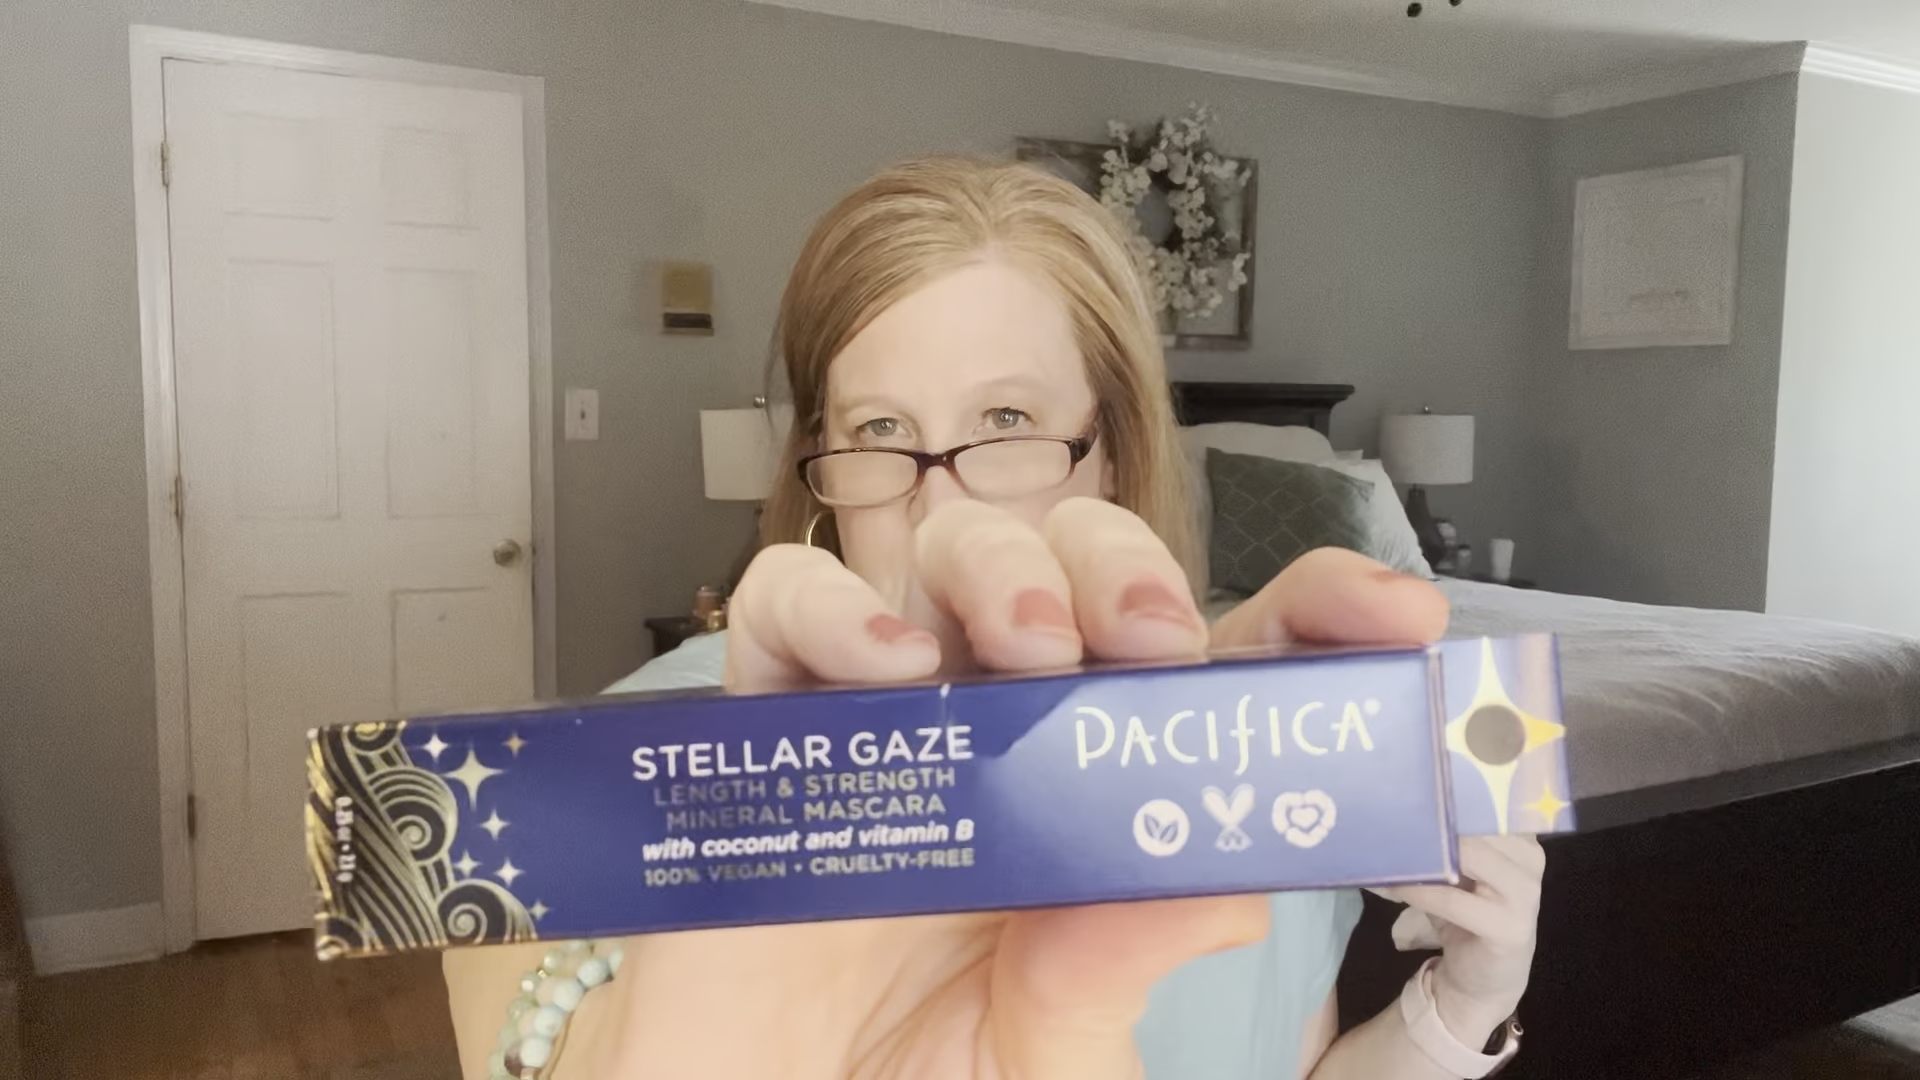 STELLAR GAZE
LENGTH & STRENGTH
MINERAL MASCARA
with coconut and vitamin B
100% VEGAN • CRUELTY-FREE
PACIFICA®